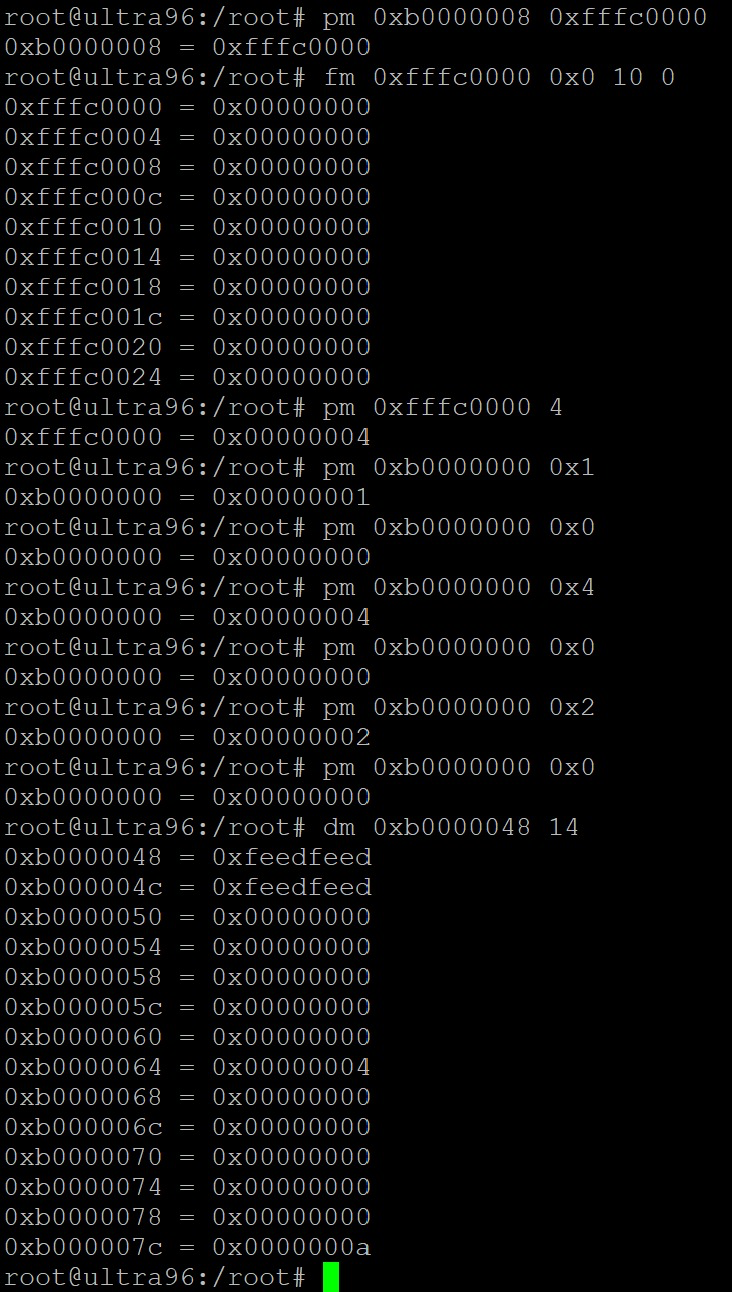 root@ultra96:/root# pm 0xb0000008 0xfffc0000
0xb0000008 = 0xfffc0000
root@ultra96:/root# fm 0xfffc0000 0x0 10 0
0xfffc0000 = 0x00000000
0xfffc0004 = 0x00000000
0xfffc0008 = 0x00000000
0xfffc000c = 0x00000000
0xfffc0010 = 0x00000000
0xfffc0014 = 0x00000000
0xfffc0018 = 0x00000000
0xfffc001c = 0x00000000
0xfffc0020 = 0x00000000
0xfffc0024 = 0x00000000
root@ultra96:/root# pm 0xfffc0000 4
0xfffc0000 = 0x00000004
root@ultra96:/root# pm 0xb0000000 0x1
0xb0000000 = 0x00000001
root@ultra96:/root# pm 0xb0000000 0x0
0xb0000000 = 0x00000000
root@ultra96:/root# pm 0xb0000000 0x4
0xb0000000 = 0x00000004
root@ultra96:/root# pm 0xb0000000 0x0
0xb0000000 = 0x00000000
root@ultra96:/root# pm 0xb0000000 0x2
0xb0000000 = 0x00000002
root@ultra96:/root# pm 0xb0000000 0x0
0xb0000000 = 0x00000000
root@ultra96:/root# dm 0xb0000048 14
0xb0000048 = 0xfeedfeed
0xb000004c = 0xfeedfeed
0xb0000050 = 0x00000000
0xb0000054 = 0x00000000
0xb0000058 = 0x00000000
0xb000005c = 0x00000000
0xb0000060 = 0x00000000
0xb0000064 = 0x00000004
0xb0000068 = 0x00000000
0xb000006c = 0x00000000
0xb0000070 = 0x00000000
0xb0000074 = 0x00000000
0xb0000078 = 0x00000000
0xb000007c = 0x0000000a
root@ultra96:/root#